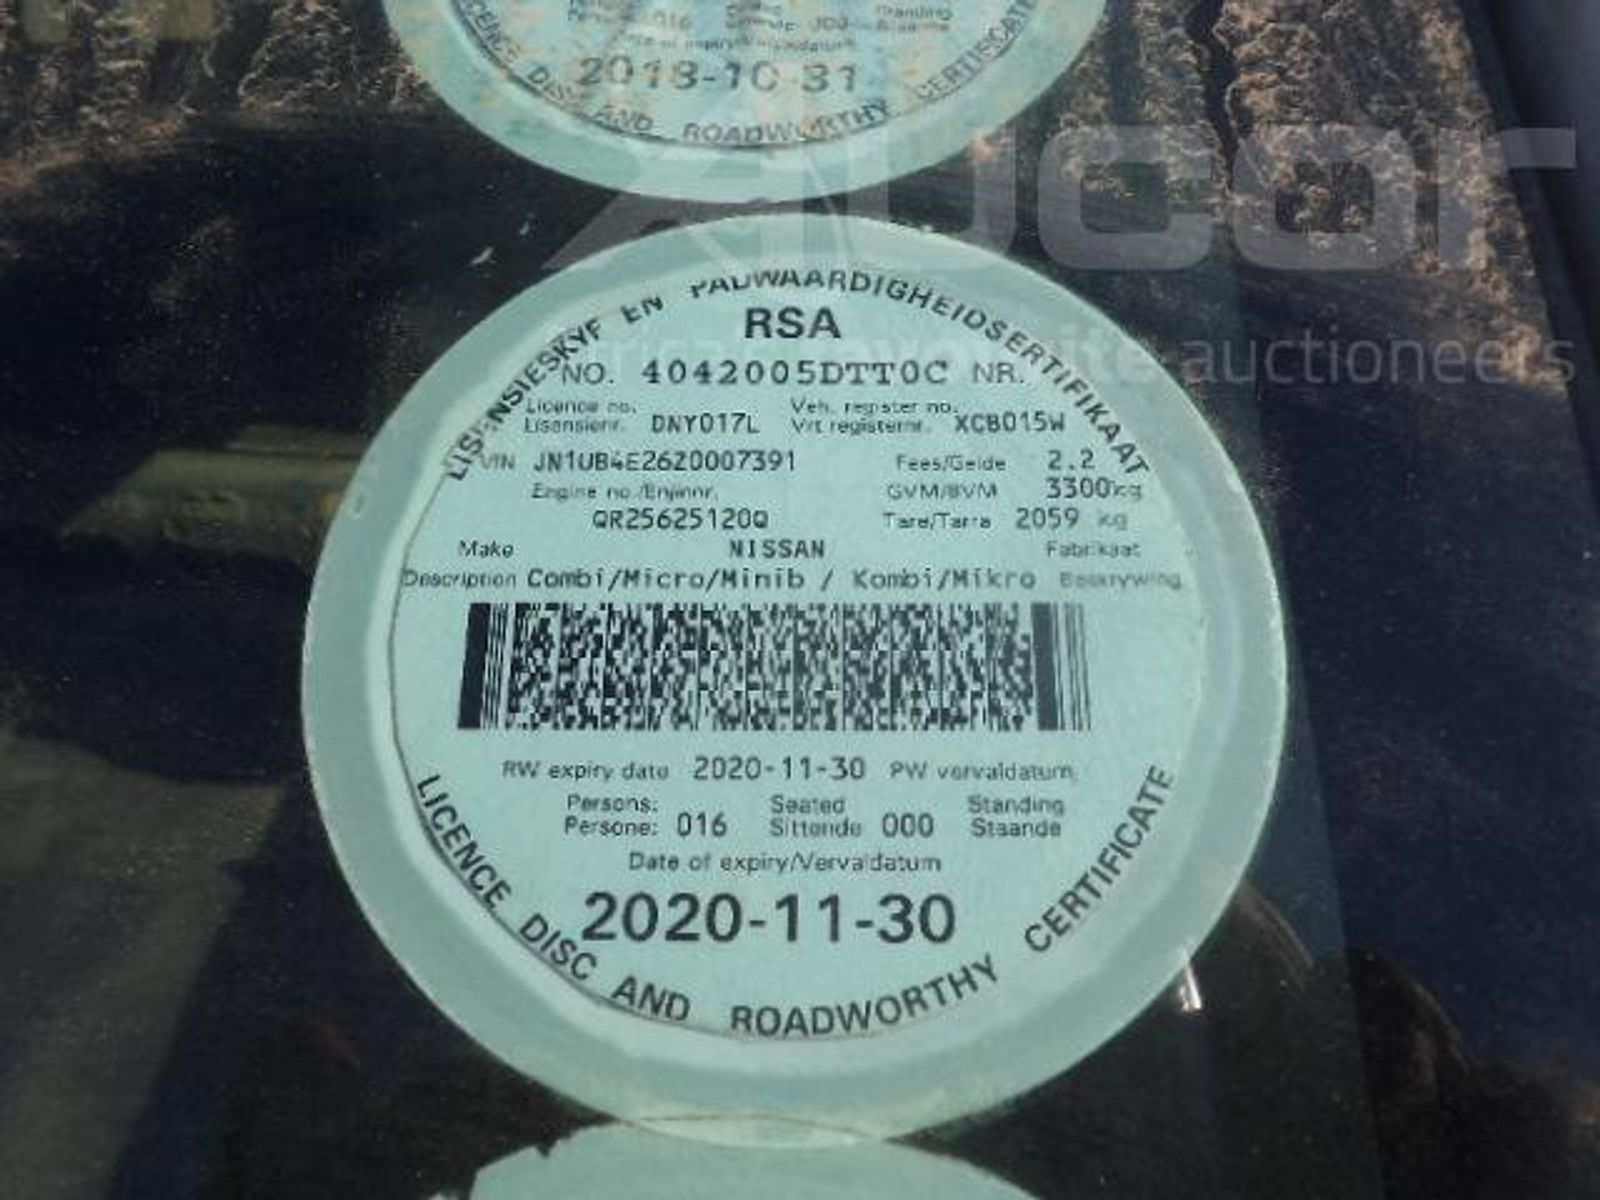 016
2018-10-31
LICENCE DISC AND ROADWORTHY CERTIFICATE
aucor
auctioneers
LISENSIESKYF EN PADWAARDIGHEIDSERTIFIKAAT
RSA
NO. 4042005DTT0C NR.
Licence no. Veh. register no.
Lisensienr. DNY017L Vrt registernr. XCB015W
VIN JN1UB4E26Z0007391 Fees/Gelde 2.2
Engine no./Enjinnr. GVM/BVM 3300kg
QR25625120Q Tare/Tarra 2059 kg
Make NISSAN Fabrikaat
Description Combi/Micro/Minib / Kombi/Mikro Beskrywing
RW expiry date 2020-11-30 PW vervaldatum
Persons: Seated Standing
Persone: 016 Sittende 000 Staande
Date of expiry/Vervaldatum
2020-11-30
LICENCE DISC AND ROADWORTHY CERTIFICATE